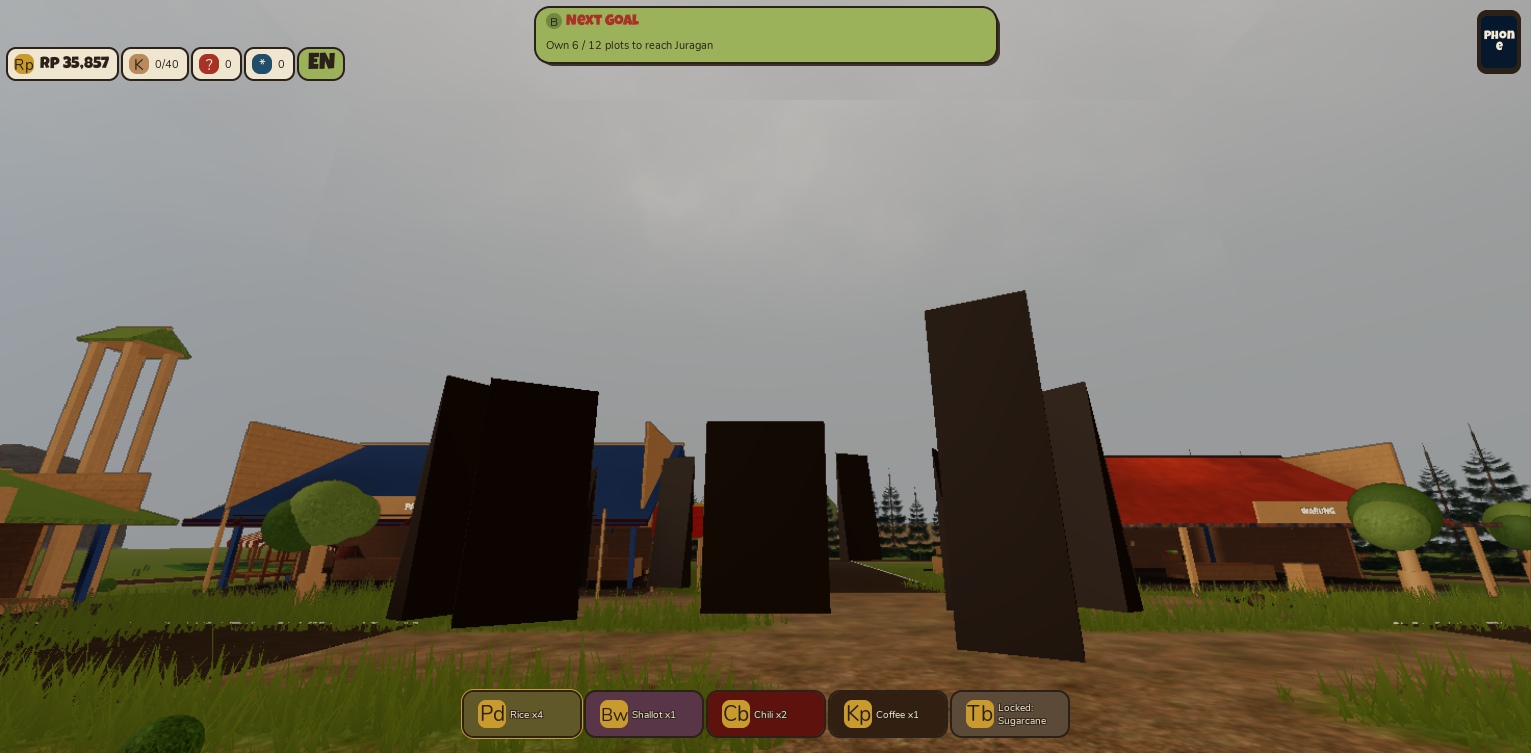 B NEXT GOAL
Own 6 / 12 plots to reach Juragan
Rp RP 35,857
K 0/40
? 0
* 0
EN
Phon
e
WARUNG
Pd Rice x4
Bw Shallot x1
Cb Chili x2
Kp Coffee x1
Tb Locked:
Sugarcane